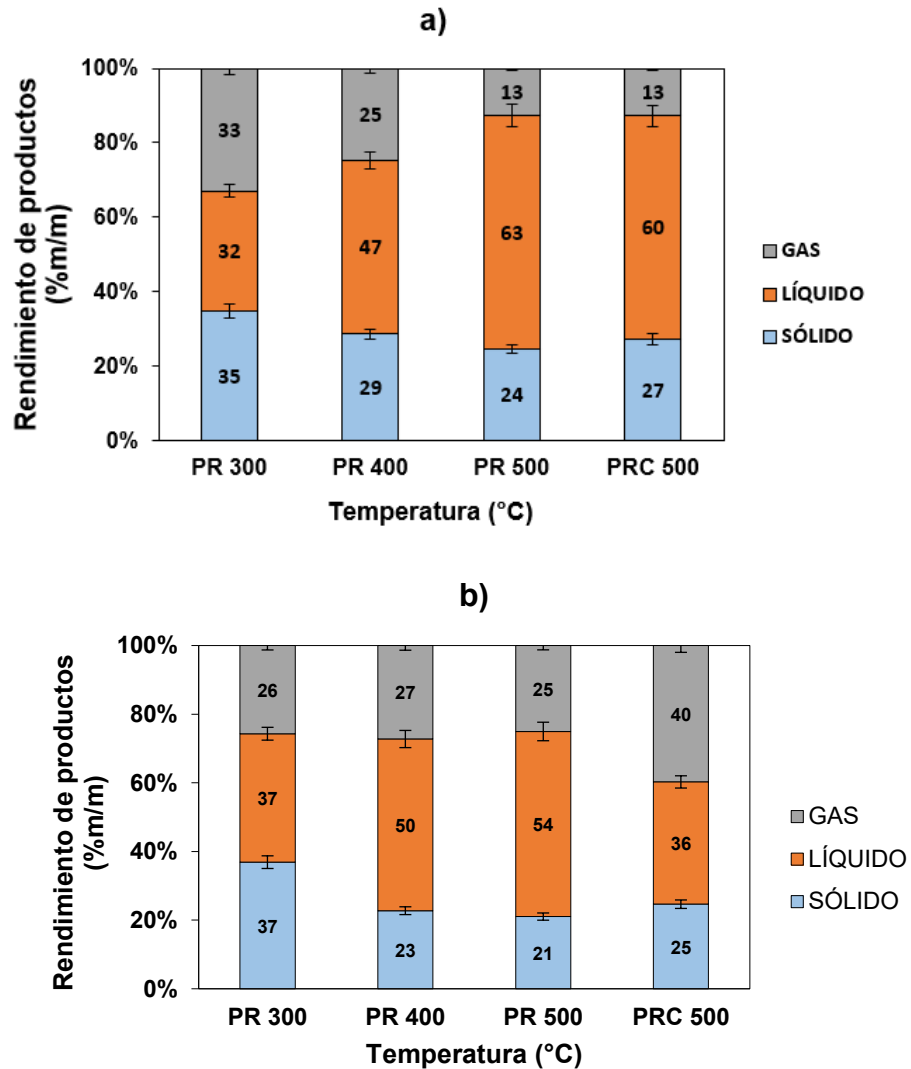 a)
Rendimiento de productos
(%m/m)
100%
80%
60%
40%
20%
0%
33
25
13
13
32
47
63
60
35
29
24
27
GAS
LÍQUIDO
SÓLIDO
PR 300
PR 400
PR 500
PRC 500
Temperatura (°C)
b)
Rendimiento de productos
(%m/m)
100%
80%
60%
40%
20%
0%
26
27
25
40
37
50
54
36
37
23
21
25
GAS
LÍQUIDO
SÓLIDO
PR 300
PR 400
PR 500
PRC 500
Temperatura (°C)